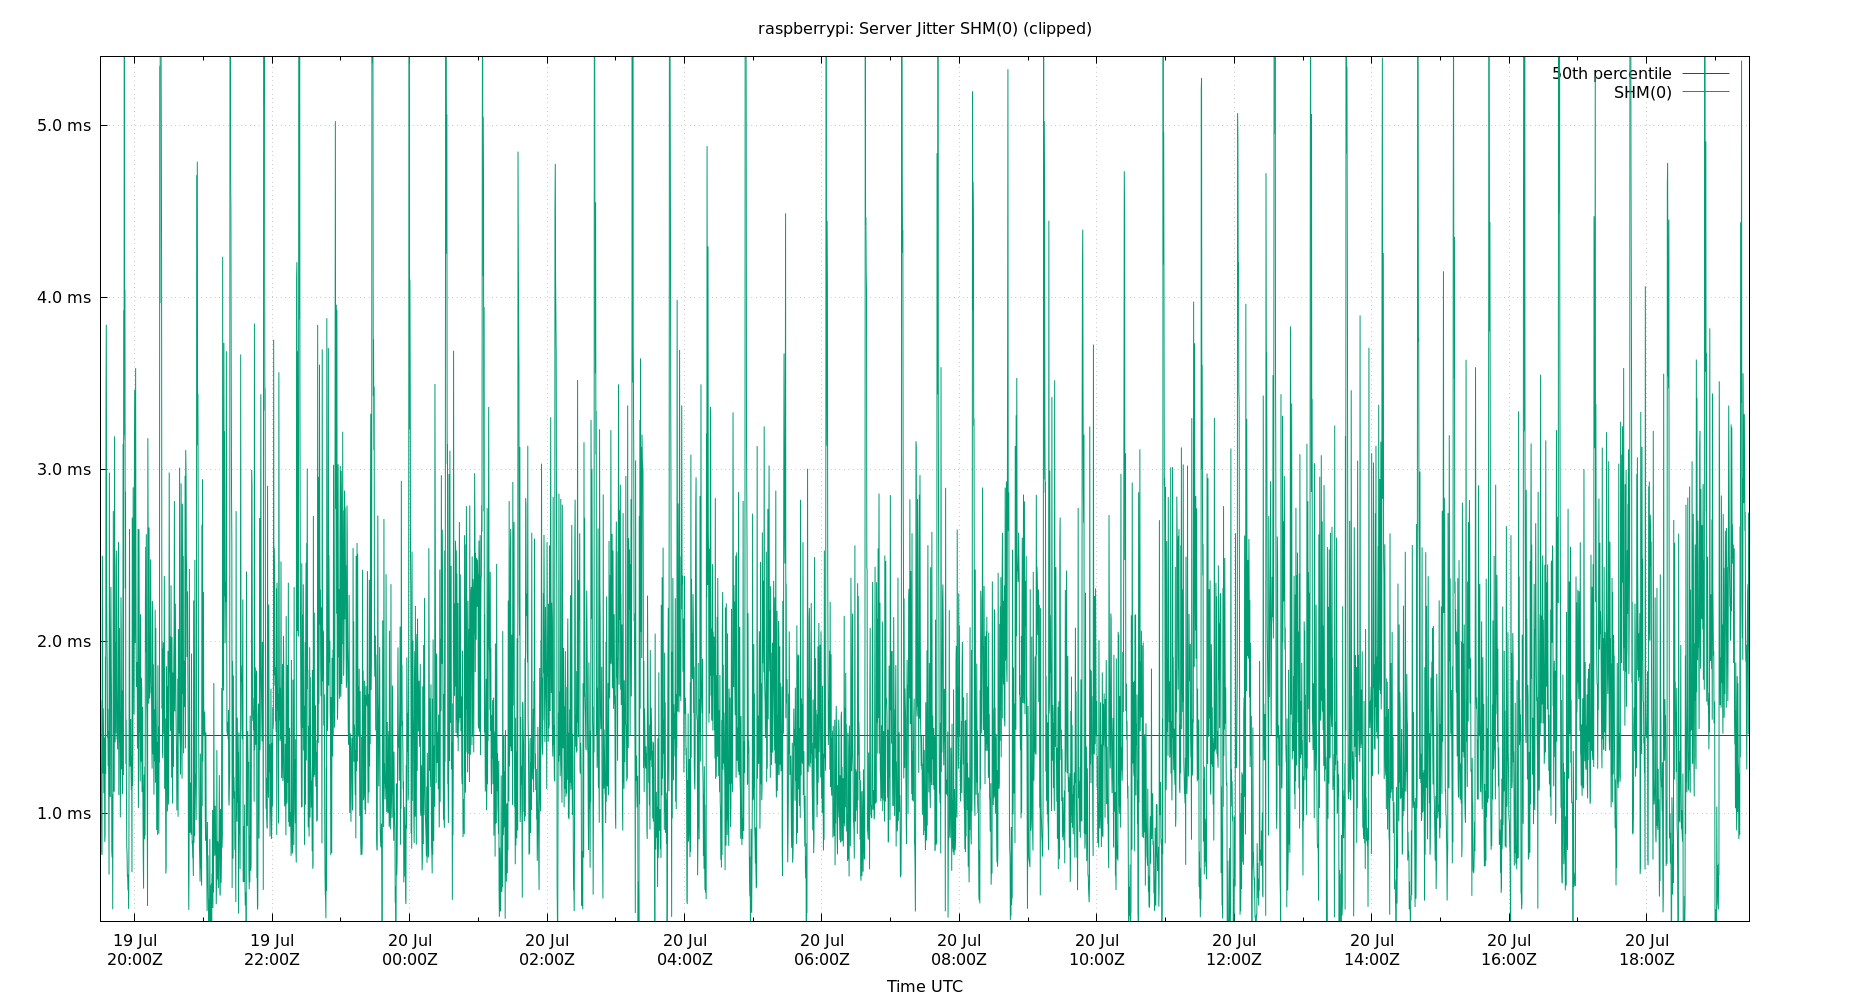 raspberrypi: Server Jitter SHM(0) (clipped)
50th percentile
SHM(0)
5.0 ms
4.0 ms
3.0 ms
2.0 ms
1.0 ms
19 Jul 19 Jul 20 Jul 20 Jul 20 Jul 20 Jul 20 Jul 20 Jul 20 Jul 20 Jul 20 Jul 20 Jul
20:00Z 22:00Z 00:00Z 02:00Z 04:00Z 06:00Z 08:00Z 10:00Z 12:00Z 14:00Z 16:00Z 18:00Z
Time UTC